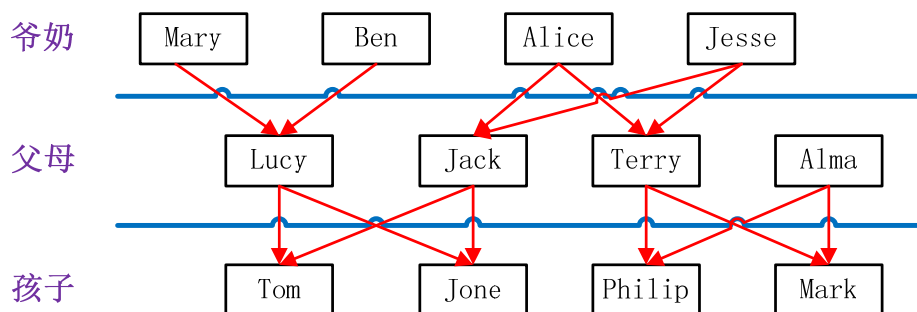 爷奶 Mary Ben Alice Jesse
父母 Lucy Jack Terry Alma
孩子 Tom Jone Philip Mark